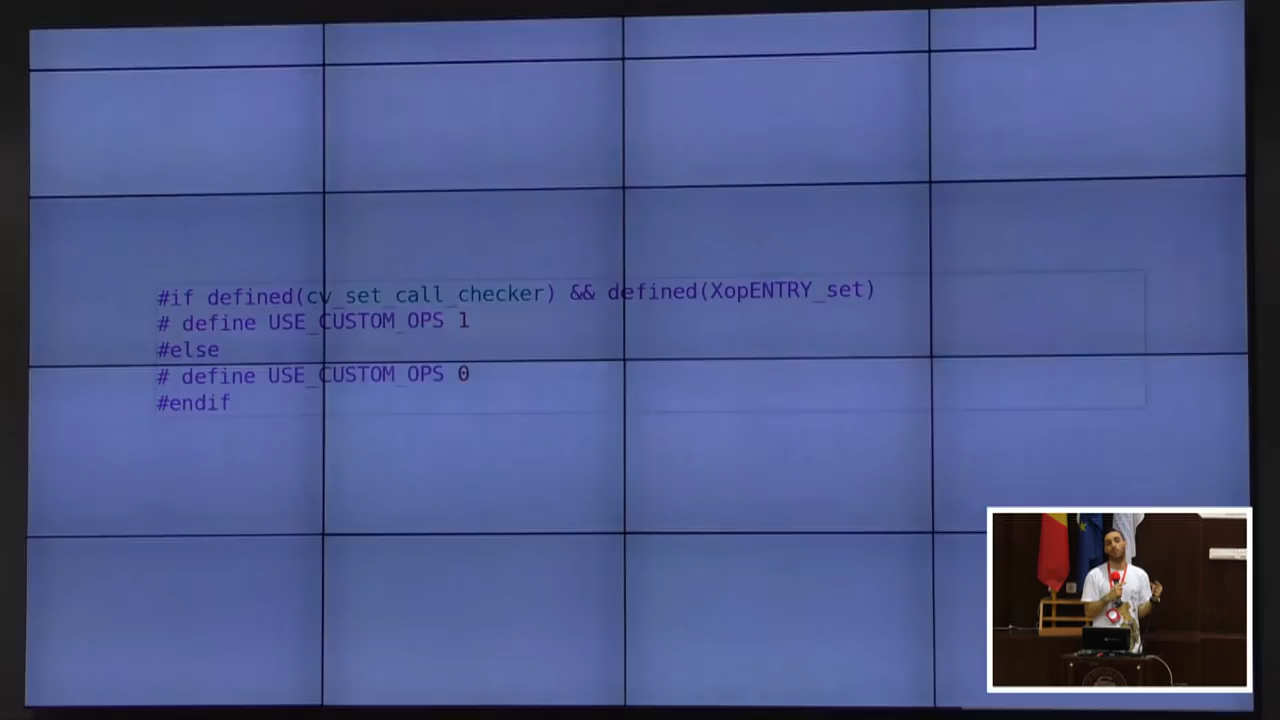 #if defined(cv_set_call_checker) && defined(XopENTRY_set)
# define USE_CUSTOM_OPS 1
#else
# define USE_CUSTOM_OPS 0
#endif